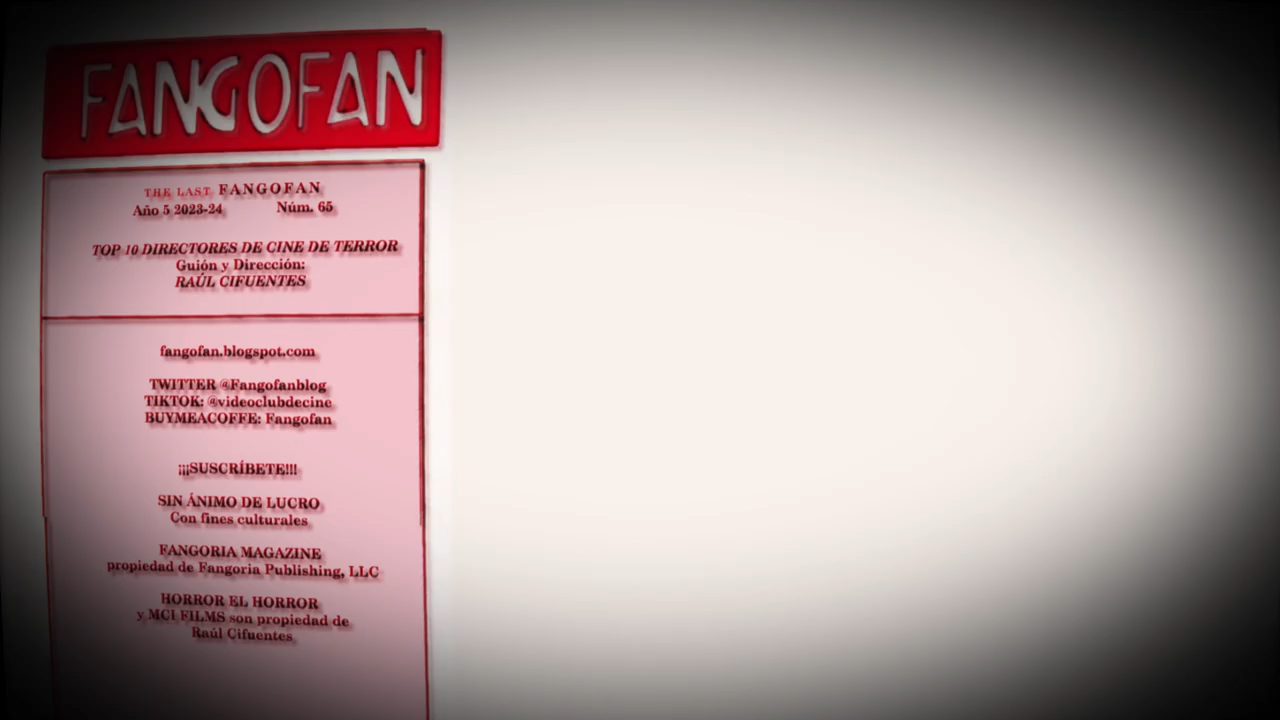 FANGOFAN
THE LAST FANGOFAN
Año 5 2023-24 Núm. 65
TOP 10 DIRECTORES DE CINE DE TERROR
Guión y Dirección:
RAÚL CIFUENTES
fangofan.blogspot.com
TWITTER @Fangofanblog
TIKTOK: @videoclubdecine
BUYMEACOFFE: Fangofan
¡¡¡SUSCRÍBETE!!!
SIN ÁNIMO DE LUCRO
Con fines culturales
FANGORIA MAGAZINE
propiedad de Fangoria Publishing, LLC
HORROR EL HORROR
y MCI FILMS son propiedad de
Raúl Cifuentes